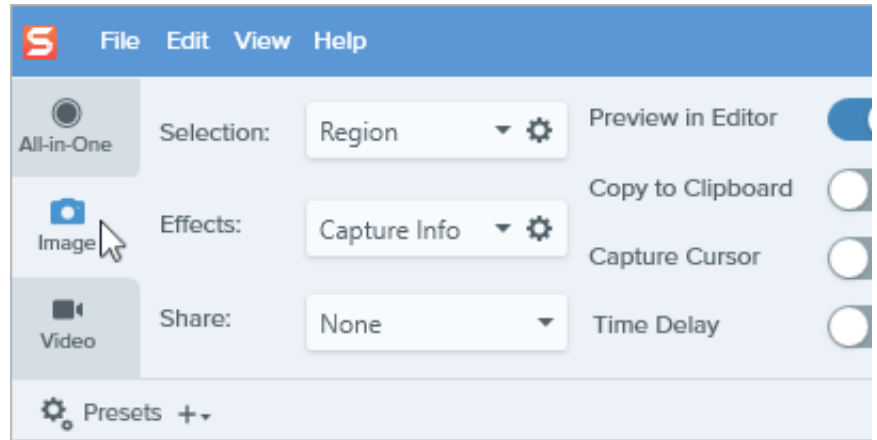 S File Edit View Help
All-in-One
Image
Video
Selection: Region
Effects: Capture Info
Share: None
Preview in Editor
Copy to Clipboard
Capture Cursor
Time Delay
Presets +